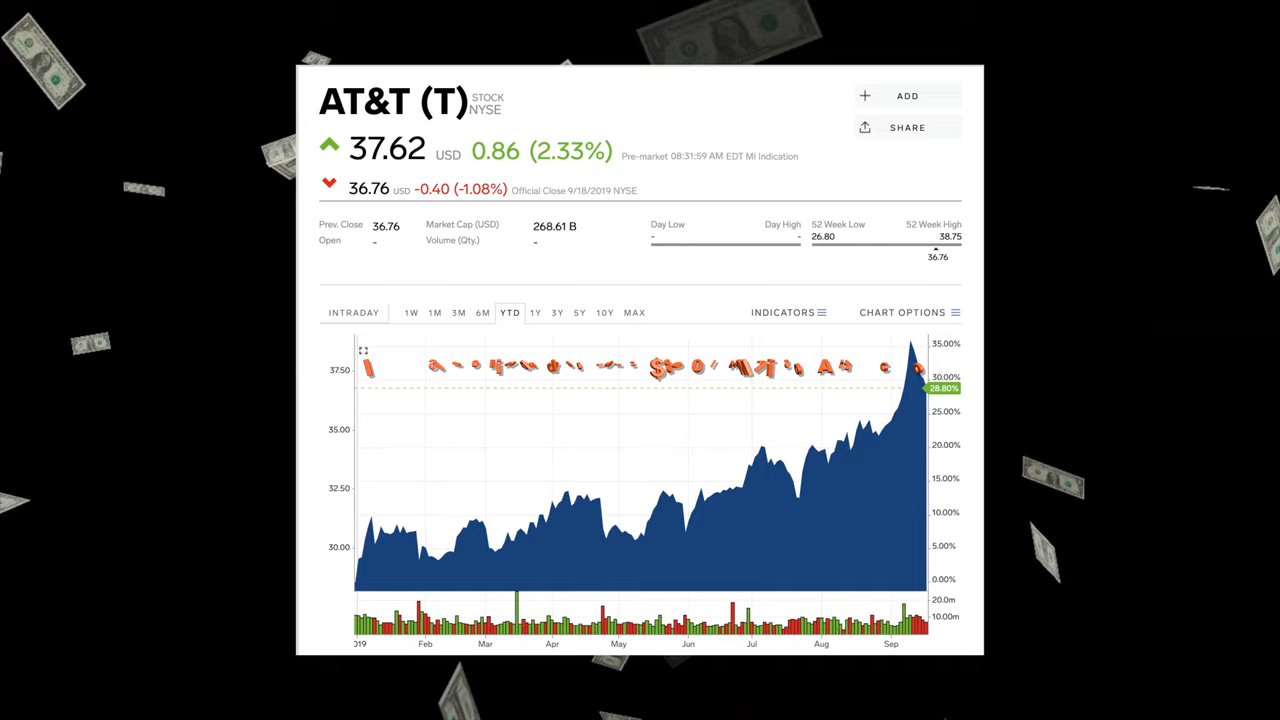 AT&T (T) STOCK
NYSE
+ ADD
SHARE
37.62 USD 0.86 (2.33%) Pre-market 08:31:59 AM EDT MI Indication
36.76 USD -0.40 (-1.08%) Official Close 9/18/2019 NYSE
Prev. Close 36.76 Market Cap (USD) 268.61 B Day Low Day High 52 Week Low 52 Week High
- - 26.80 38.75
Open - Volume (Qty.) -
36.76
INTRADAY 1W 1M 3M 6M YTD 1Y 3Y 5Y 10Y MAX INDICATORS CHART OPTIONS
35.00%
37.50
30.00%
28.80%
25.00%
35.00
20.00%
15.00%
32.50
10.00%
30.00
5.00%
0.00%
20.0m
10.00m
019 Feb Mar Apr May Jun Jul Aug Sep